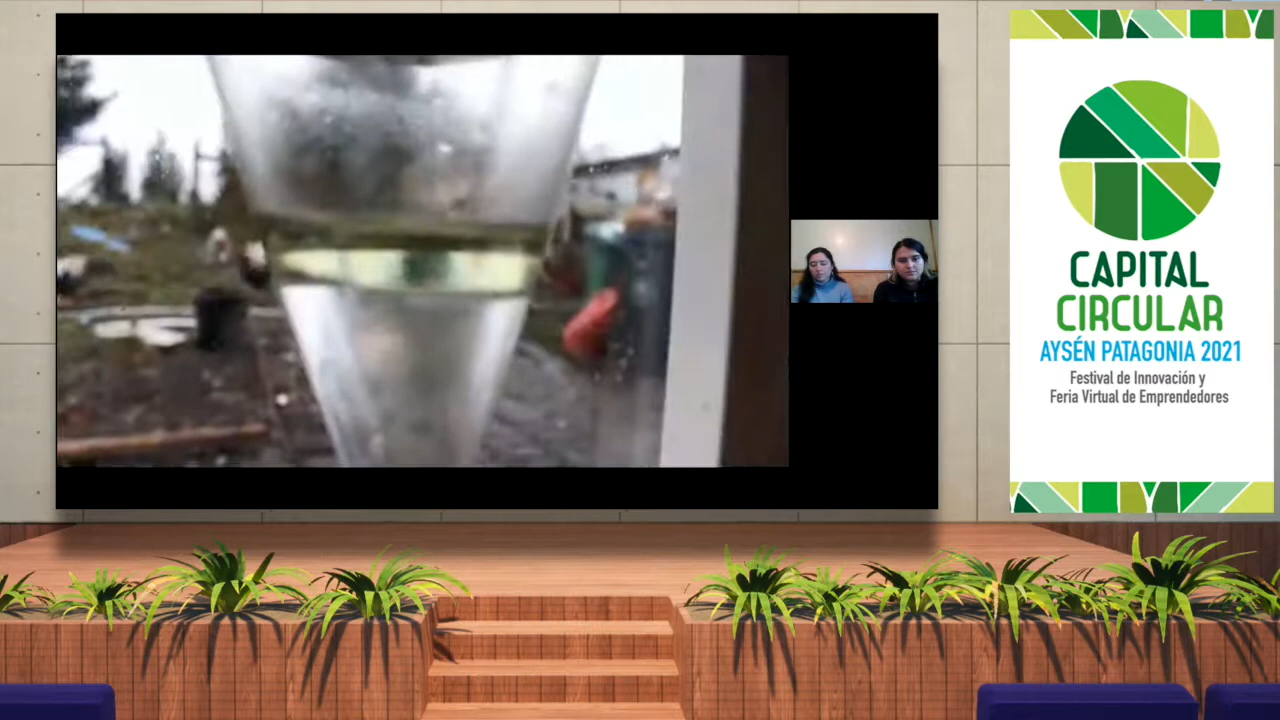 CAPITAL
CIRCULAR
AYSÉN PATAGONIA 2021
Festival de Innovación y
Feria Virtual de Emprendedores